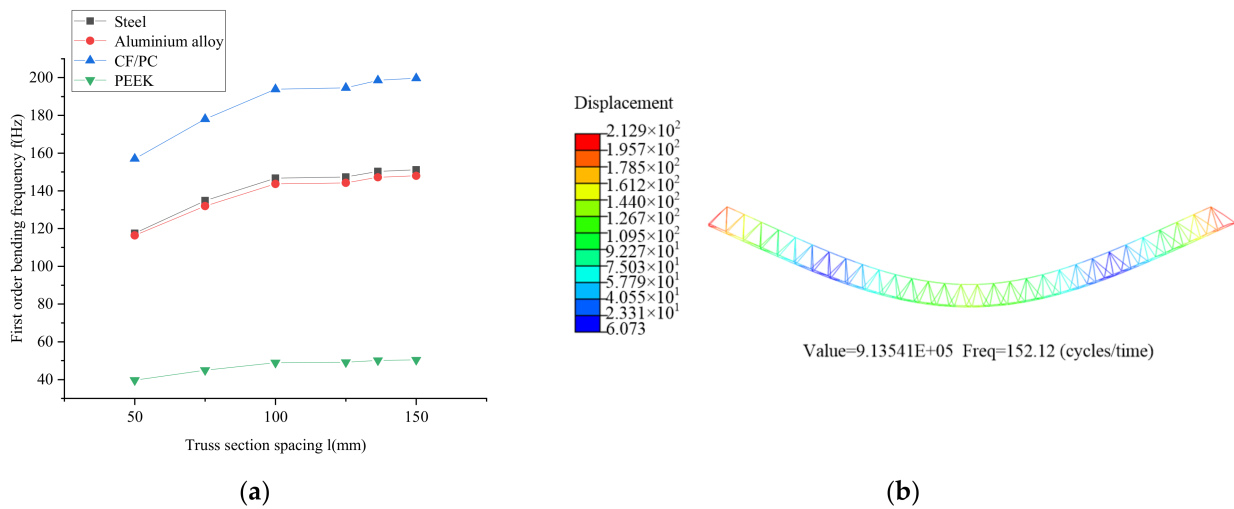 Steel
Aluminium alloy
CF/PC
PEEK
First order bending frequency f(Hz)
200
180
160
140
120
100
80
60
40
50
100
150
Truss section spacing l(mm)
(a)
Displacement
2.129×10²
1.957×10²
1.785×10²
1.612×10²
1.440×10²
1.267×10²
1.095×10²
9.227×10¹
7.503×10¹
5.779×10¹
4.055×10¹
2.331×10¹
6.073
Value=9.13541E+05 Freq=152.12 (cycles/time)
(b)